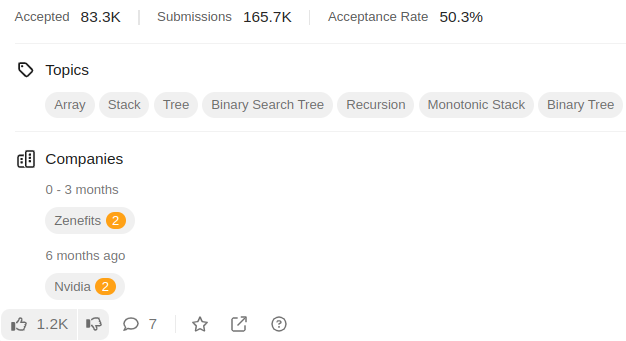 Accepted 83.3K Submissions 165.7K Acceptance Rate 50.3%
Topics
Array Stack Tree Binary Search Tree Recursion Monotonic Stack Binary Tree
Companies
0 - 3 months
Zenefits 2
6 months ago
Nvidia 2
1.2K 7